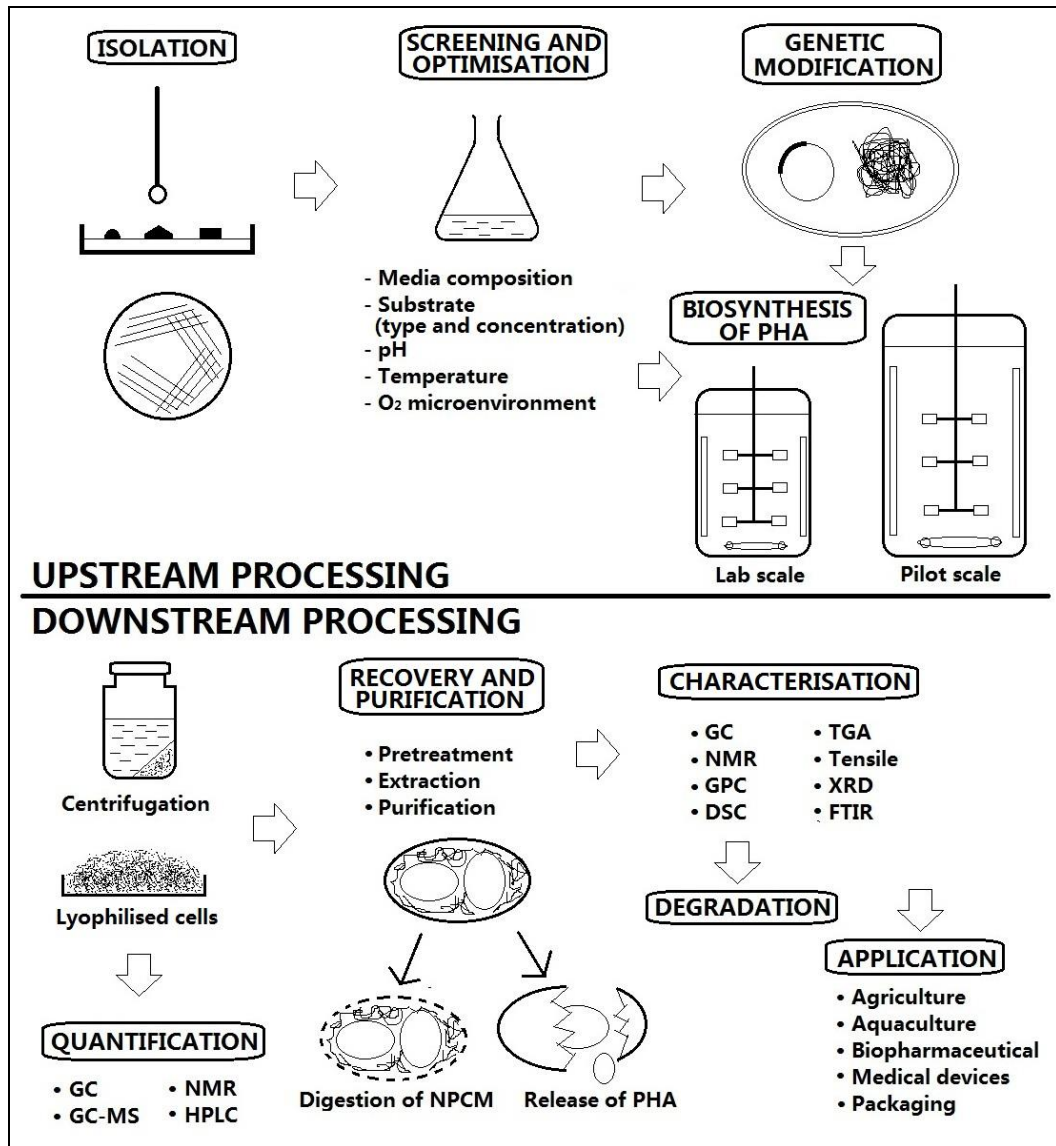 ISOLATION
SCREENING AND
OPTIMISATION
GENETIC
MODIFICATION
- Media composition
- Substrate
(type and concentration)
- pH
- Temperature
- O₂ microenvironment
BIOSYNTHESIS
OF PHA
Lab scale
Pilot scale
UPSTREAM PROCESSING
DOWNSTREAM PROCESSING
Centrifugation
Lyophilised cells
QUANTIFICATION
• GC
• NMR
• GC-MS
• HPLC
RECOVERY AND
PURIFICATION
• Pretreatment
• Extraction
• Purification
Digestion of NPCM
Release of PHA
CHARACTERISATION
• GC
• NMR
• GPC
• DSC
• TGA
• Tensile
• XRD
• FTIR
DEGRADATION
APPLICATION
• Agriculture
• Aquaculture
• Biopharmaceutical
• Medical devices
• Packaging